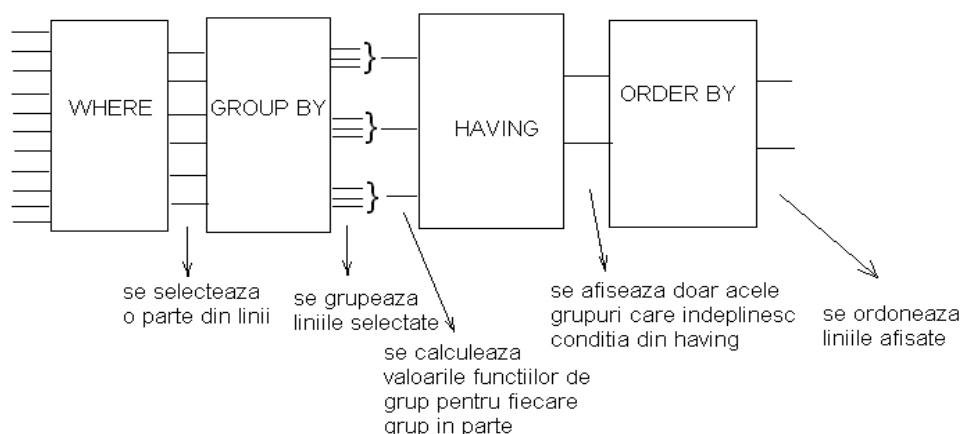 WHERE
GROUP BY
HAVING
ORDER BY
se selecteaza
o parte din linii
se grupeaza
liniile selectate
se calculeaza
valoarile functiilor de
grup pentru fiecare
grup in parte
se afiseaza doar acele
grupuri care indeplinesc
conditia din having
se ordoneaza
liniile afisate